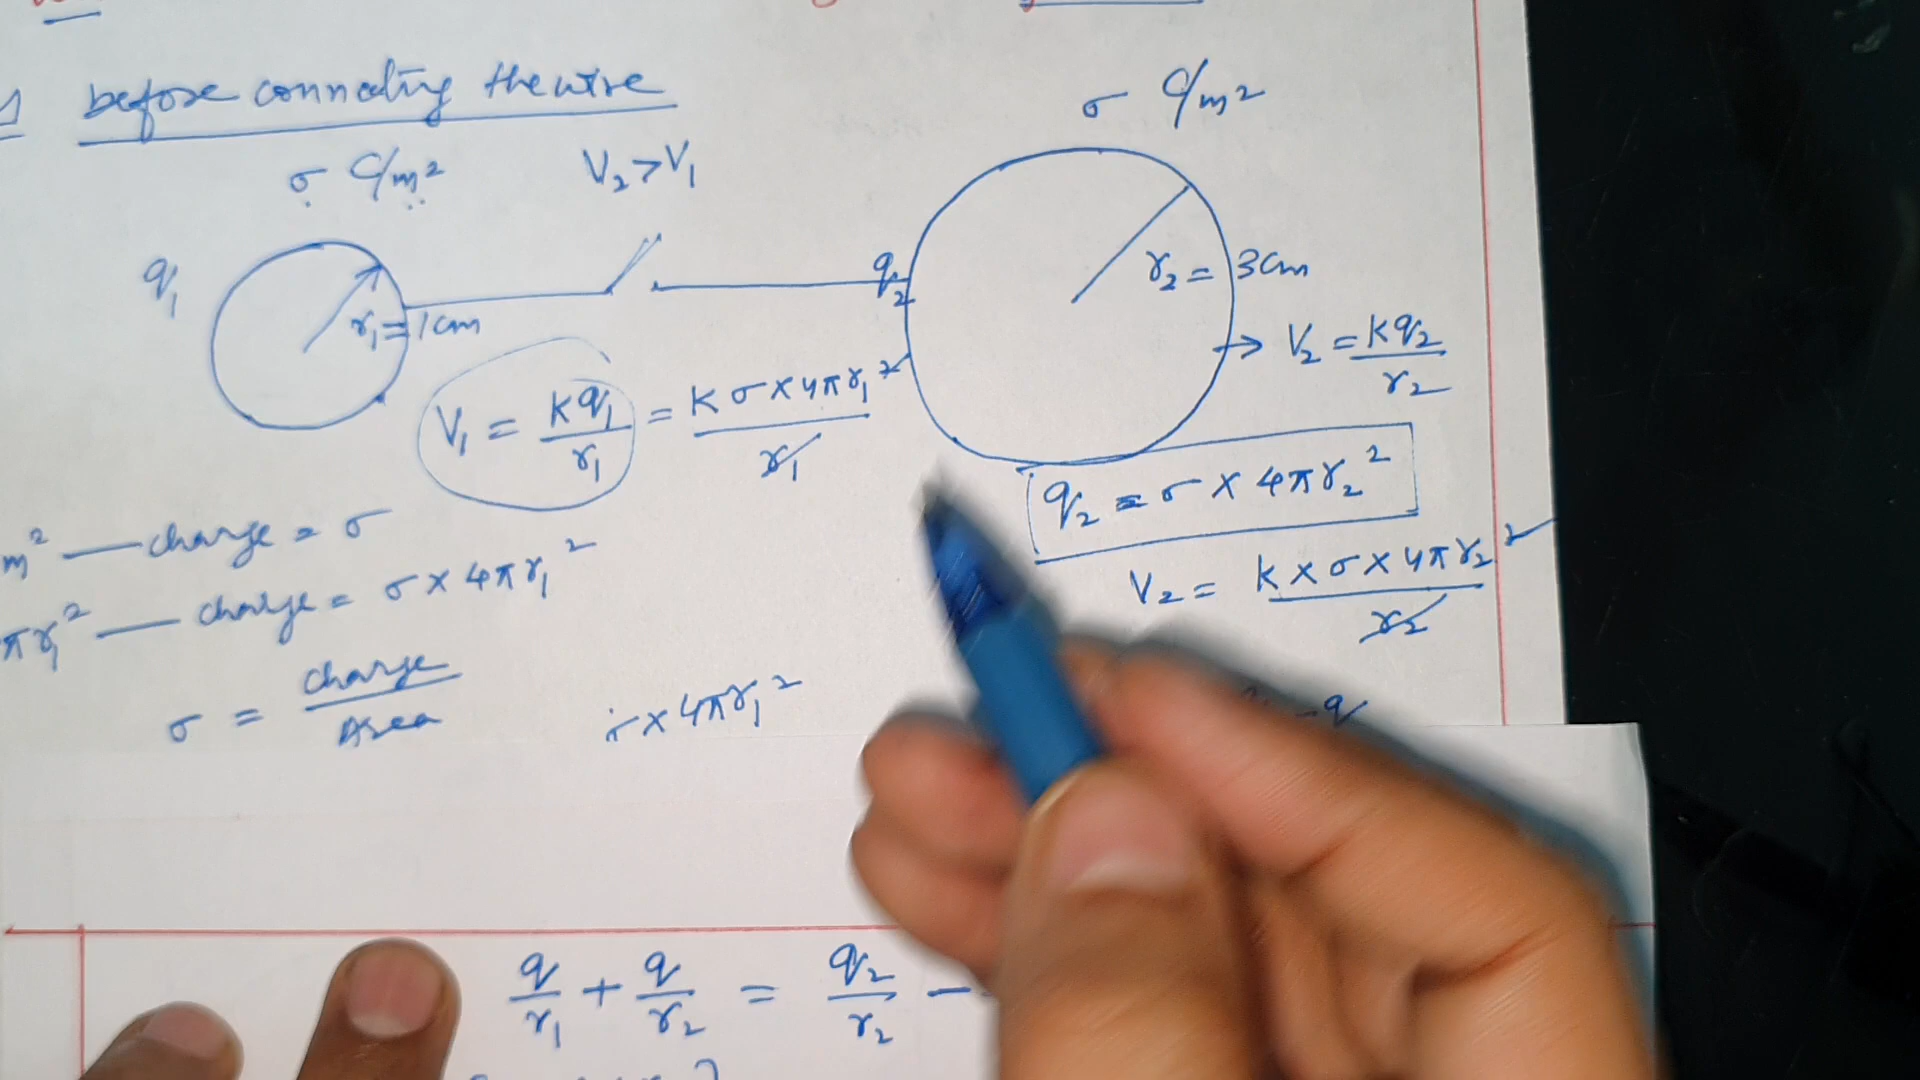 before connecting the wire
σ C/m²
V₂ > V₁
σ C/m²
q₁
r₁ = 1cm
q₂
r₂ = 3cm
V₁ = kq₁/r₁ = kσ × 4πr₁²/r₁
V₂ = kq₂/r₂
q₂ = σ × 4πr₂²
V₂ = k × σ × 4πr₂²/r₂
m² — charge = σ
πr₁² — charge = σ × 4πr₁²
σ = charge/Area
σ × 4πr₁²
q/r₁ + q/r₂ = q₂/r₂ –